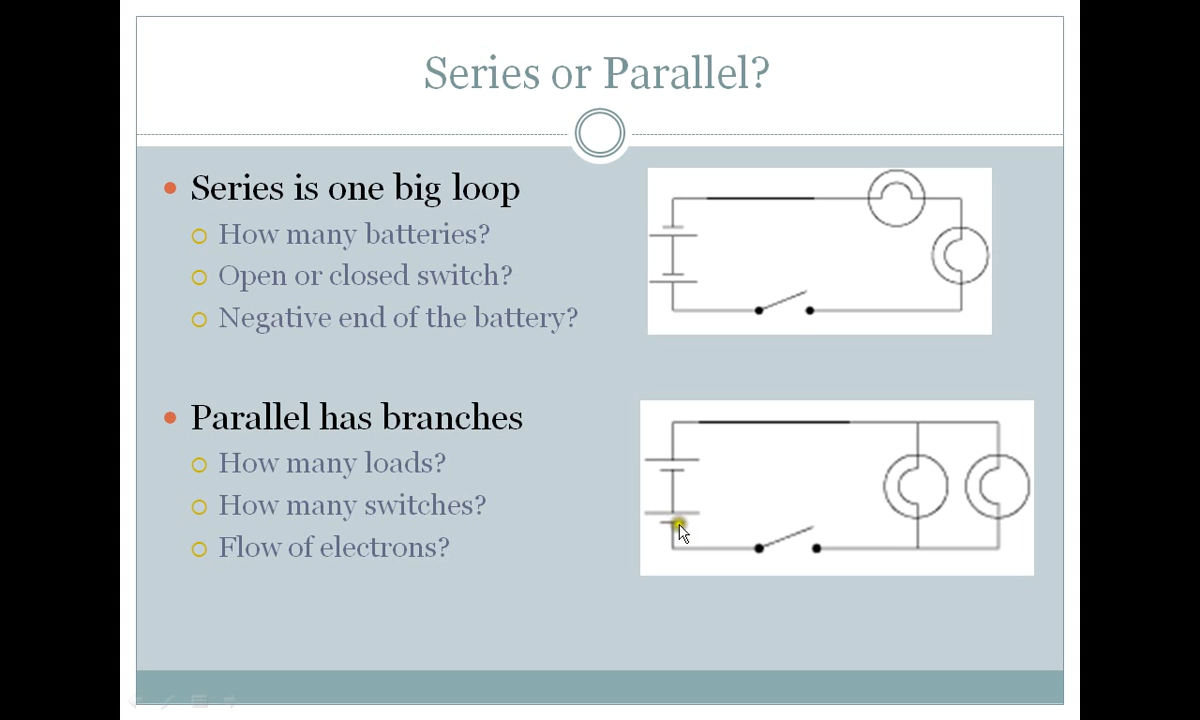 Series or Parallel?
Series is one big loop
How many batteries?
Open or closed switch?
Negative end of the battery?
Parallel has branches
How many loads?
How many switches?
Flow of electrons?